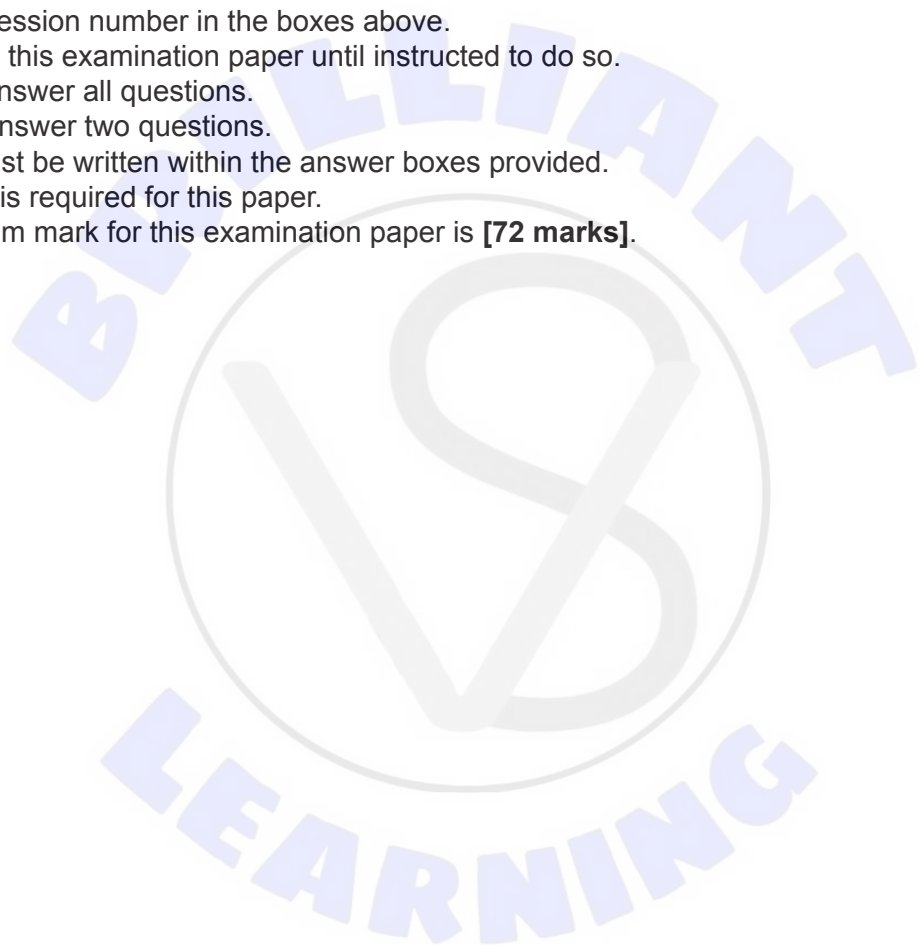 ession number in the boxes above.
this examination paper until instructed to do so.
nswer all questions.
nswer two questions.
st be written within the answer boxes provided.
is required for this paper.
m mark for this examination paper is [72 marks].
BRILLIANT
VS
LEARNING